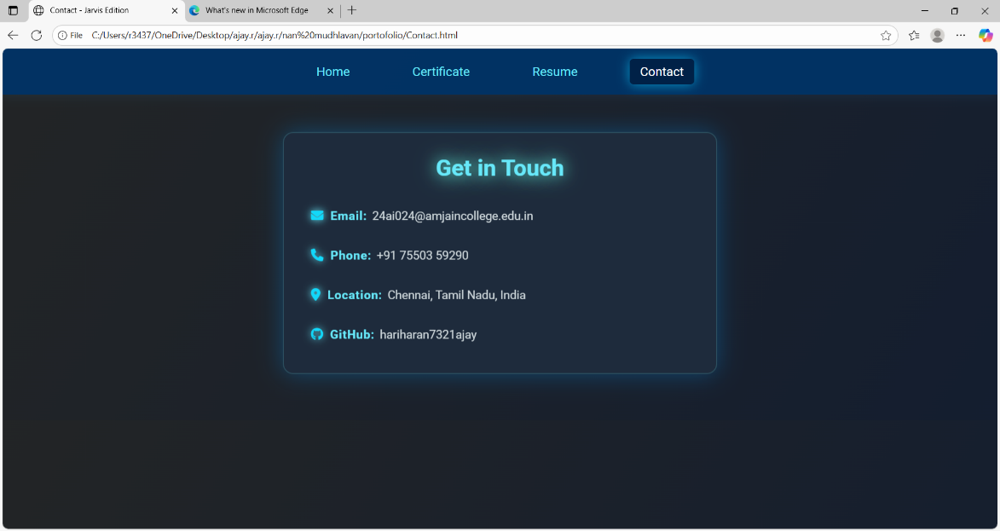 Contact - Jarvis Edition
What's new in Microsoft Edge
File C:/Users/r3437/OneDrive/Desktop/ajay.r/ajay.r/nan%20mudhlavan/portofolio/Contact.html
Home Certificate Resume Contact
Get in Touch
Email: 24ai024@amjaincollege.edu.in
Phone: +91 75503 59290
Location: Chennai, Tamil Nadu, India
GitHub: hariharan7321ajay